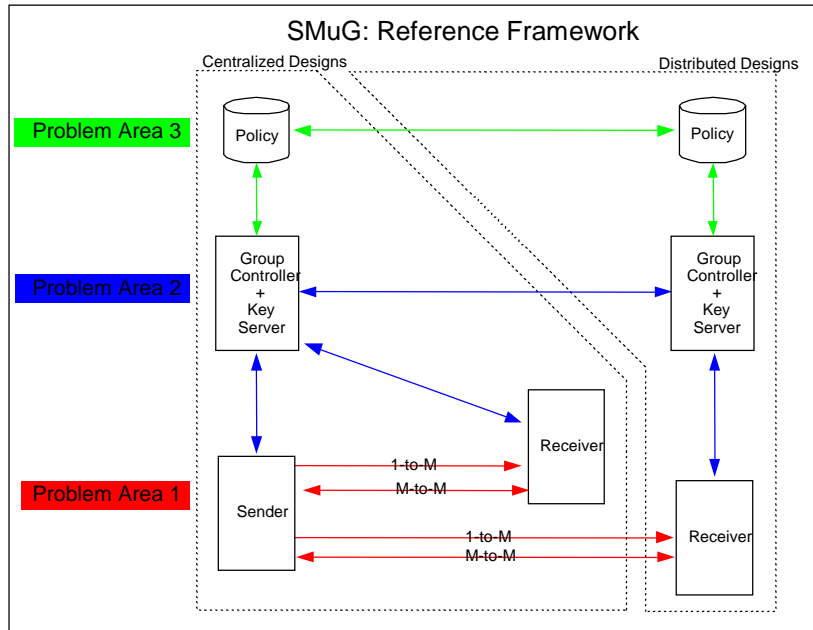 SMuG: Reference Framework
Centralized Designs
Distributed Designs
Problem Area 3
Policy
Policy
Problem Area 2
Group
Controller
+
Key
Server
Group
Controller
+
Key
Server
Receiver
1-to-M
M-to-M
Problem Area 1
Sender
1-to-M
M-to-M
Receiver